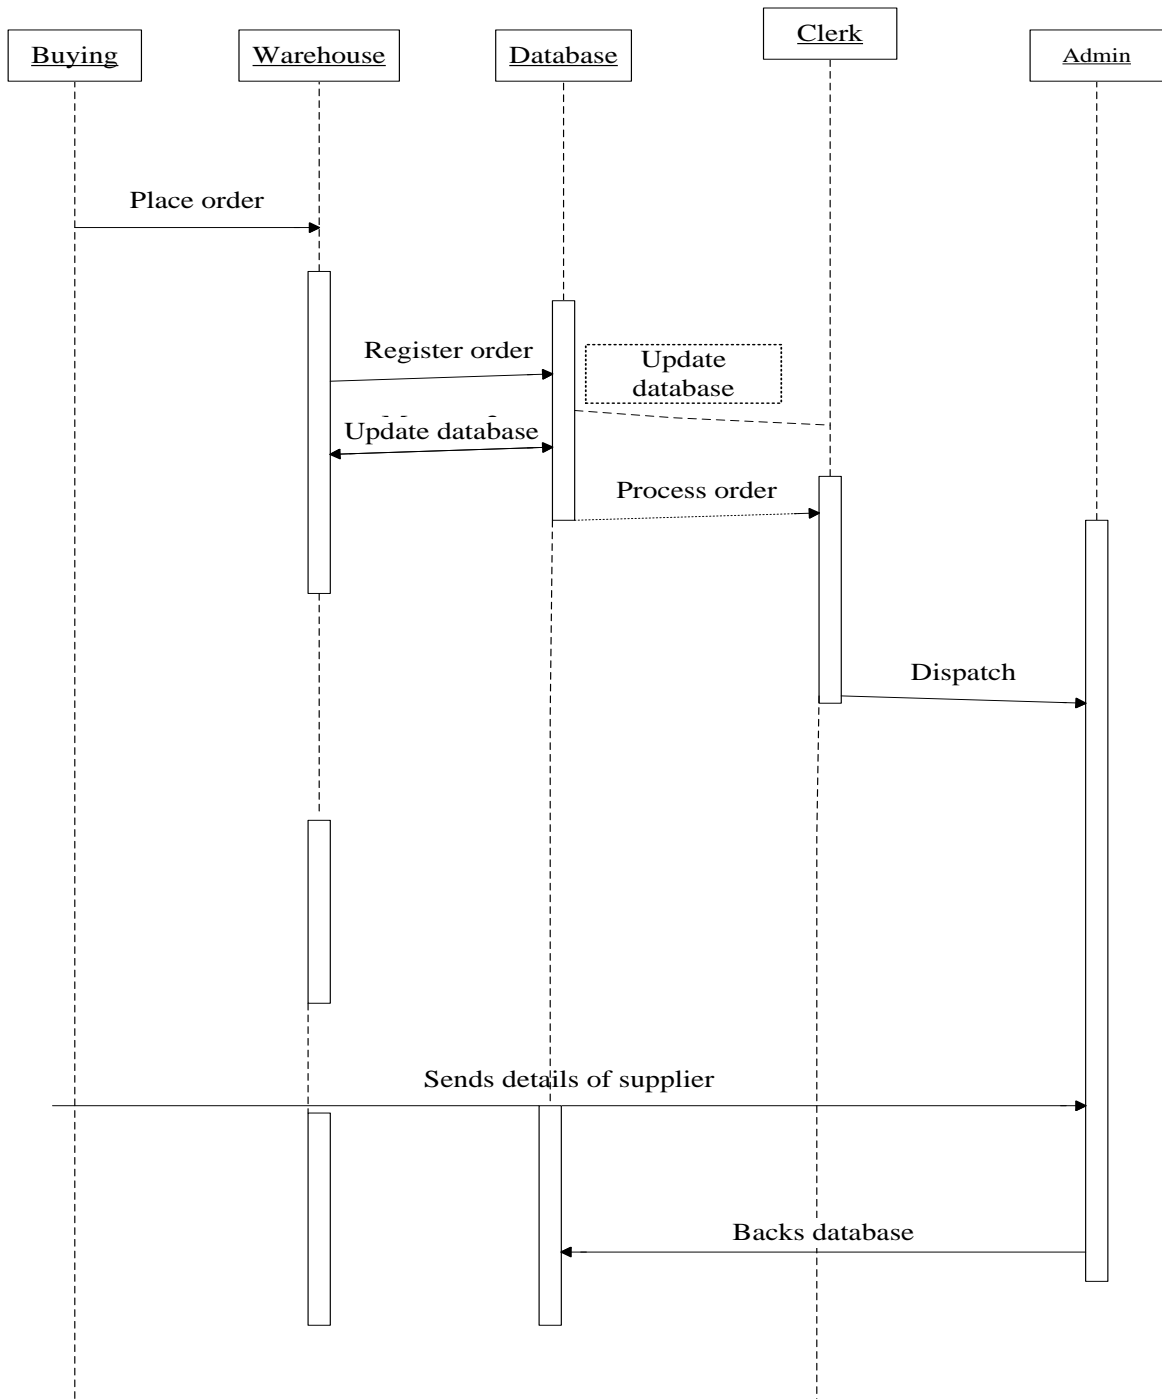 Buying
Warehouse
Database
Clerk
Admin
Place order
Register order
Update
database
Update database
Process order
Dispatch
Sends details of supplier
Backs database